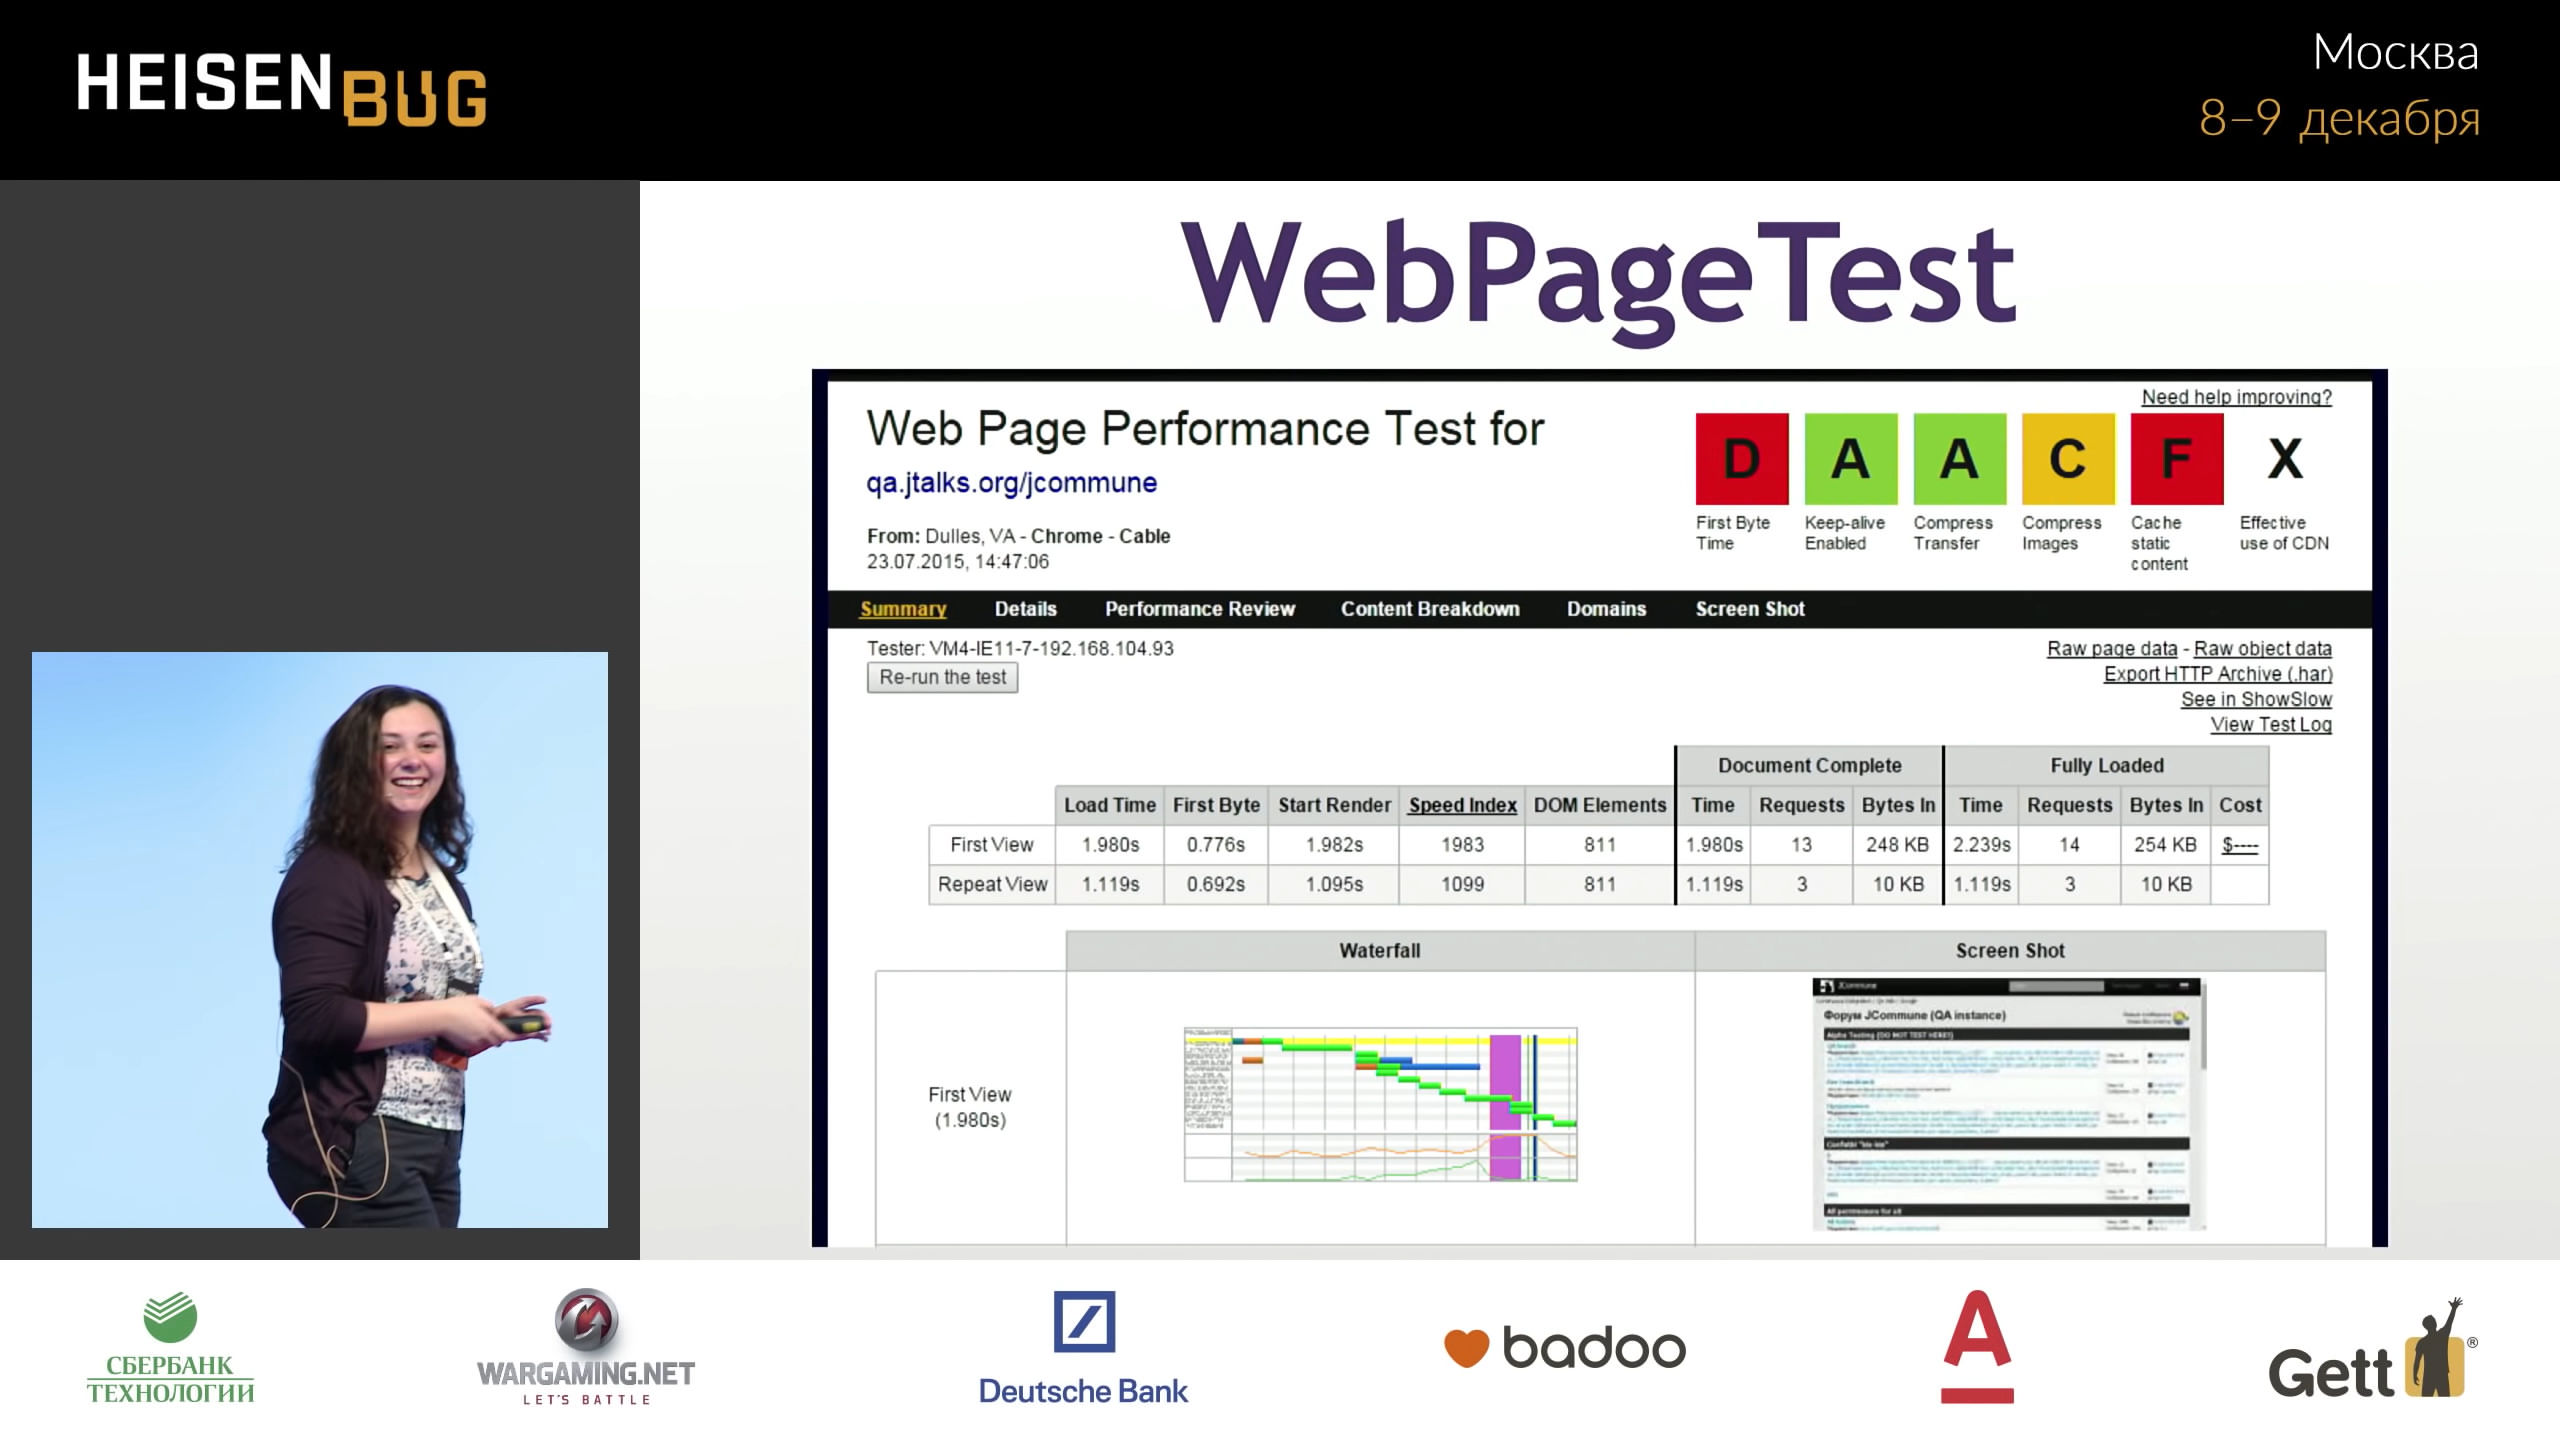 HEISENBUG
Москва
8–9 декабря
WebPageTest
Need help improving?
Web Page Performance Test for
qa.jtalks.org/jcommune
From: Dulles, VA - Chrome - Cable
23.07.2015, 14:47:06
D A A C F X
First Byte Time
Keep-alive Enabled
Compress Transfer
Compress Images
Cache static content
Effective use of CDN
Summary Details Performance Review Content Breakdown Domains Screen Shot
Tester: VM4-IE11-7-192.168.104.93
Re-run the test
Raw page data - Raw object data
Export HTTP Archive (.har)
See in ShowSlow
View Test Log
Document Complete Fully Loaded
Load Time First Byte Start Render Speed Index DOM Elements Time Requests Bytes In Time Requests Bytes In Cost
First View 1.980s 0.776s 1.982s 1983 811 1.980s 13 248 KB 2.239s 14 254 KB $----
Repeat View 1.119s 0.692s 1.095s 1099 811 1.119s 3 10 KB 1.119s 3 10 KB
Waterfall Screen Shot
First View
(1.980s)
JCommune
Форум JCommune (QA instance)
Alpha Testing (DO NOT TEST HERE!)
СБЕРБАНК
ТЕХНОЛОГИИ
WARGAMING.NET
LET'S BATTLE
Deutsche Bank
badoo
А
Gett®